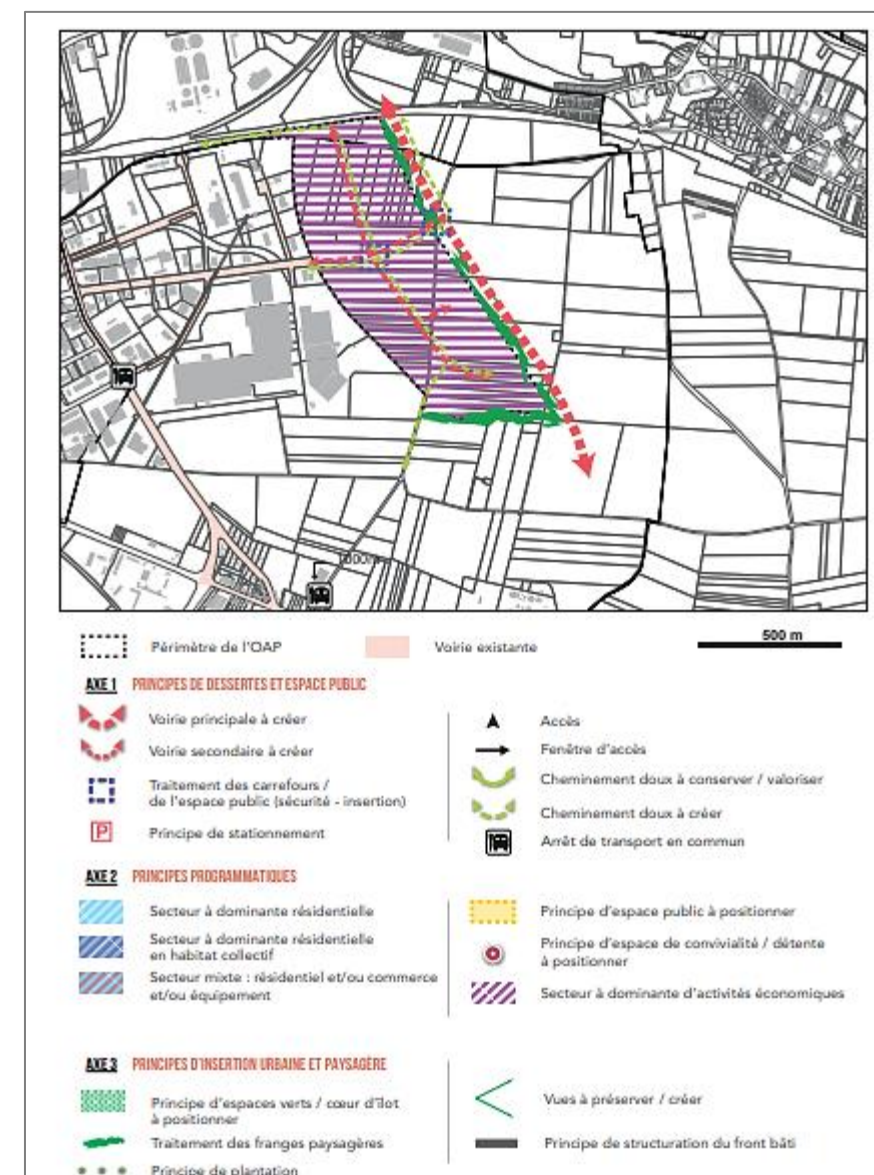 1000m
500 m
Périmètre de l'OAP
Voirie existante
AXE 1 PRINCIPES DE DESSERTES ET ESPACE PUBLIC
Voirie principale à créer
Voirie secondaire à créer
Traitement des carrefours /
de l'espace public (sécurité - insertion)
P
Principe de stationnement
Accès
Fenêtre d'accès
Cheminement doux à conserver / valoriser
Cheminement doux à créer
Arrêt de transport en commun
AXE 2 PRINCIPES PROGRAMMATIQUES
Secteur à dominante résidentielle
Secteur à dominante résidentielle
en habitat collectif
Secteur mixte : résidentiel et/ou commerce
et/ou équipement
Principe d'espace public à positionner
Principe d'espace de convivialité / détente
à positionner
Secteur à dominante d'activités économiques
AXE 3 PRINCIPES D'INSERTION URBAINE ET PAYSAGÈRE
Principe d'espaces verts / cœur d'îlot
à positionner
Traitement des franges paysagères
Principe de plantation
Vues à préserver / créer
Principe de structuration du front bâti